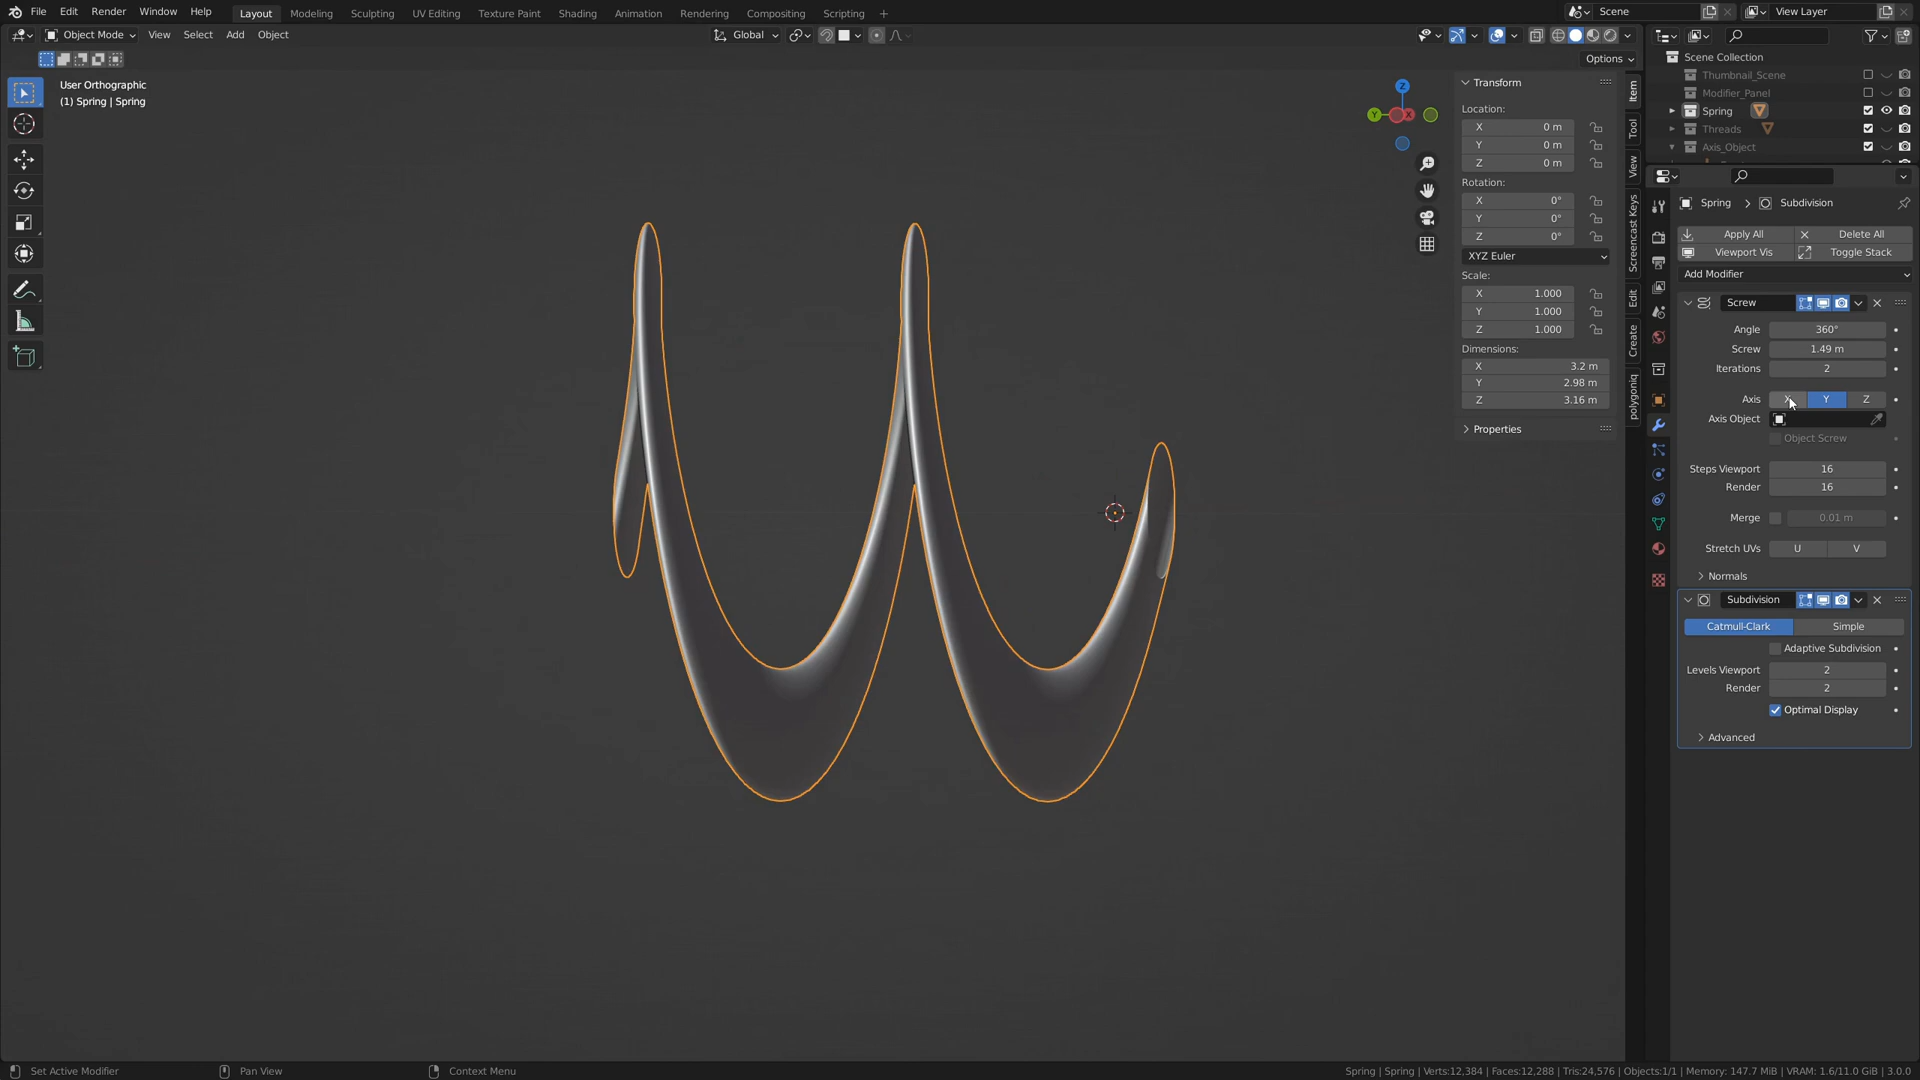 File Edit Render Window Help Layout Modeling Sculpting UV Editing Texture Paint Shading Animation Rendering Compositing Scripting + Scene View Layer
Object Mode View Select Add Object Global
Options
User Orthographic
(1) Spring | Spring
Z
Y X
Transform
Location:
X 0 m
Y 0 m
Z 0 m
Rotation:
X 0°
Y 0°
Z 0°
XYZ Euler
Scale:
X 1.000
Y 1.000
Z 1.000
Dimensions:
X 3.2 m
Y 2.98 m
Z 3.16 m
Properties
Item
Tool
View
Screencast Keys
Edit
Create
polygoniq
Scene Collection
Thumbnail_Scene
Modifier_Panel
Spring
Threads
Axis_Object
Spring > Subdivision
Apply All Delete All
Viewport Vis Toggle Stack
Add Modifier
Screw
Angle 360°
Screw 1.49 m
Iterations 2
Axis X Y Z
Axis Object
Object Screw
Steps Viewport 16
Render 16
Merge 0.01 m
Stretch UVs U V
Normals
Subdivision
Catmull-Clark Simple
Adaptive Subdivision
Levels Viewport 2
Render 2
Optimal Display
Advanced
Set Active Modifier Pan View Context Menu Spring | Spring | Verts:12,384 | Faces:12,288 | Tris:24,576 | Objects:1/1 | Memory: 147.7 MiB | VRAM: 1.6/11.0 GiB | 3.0.0